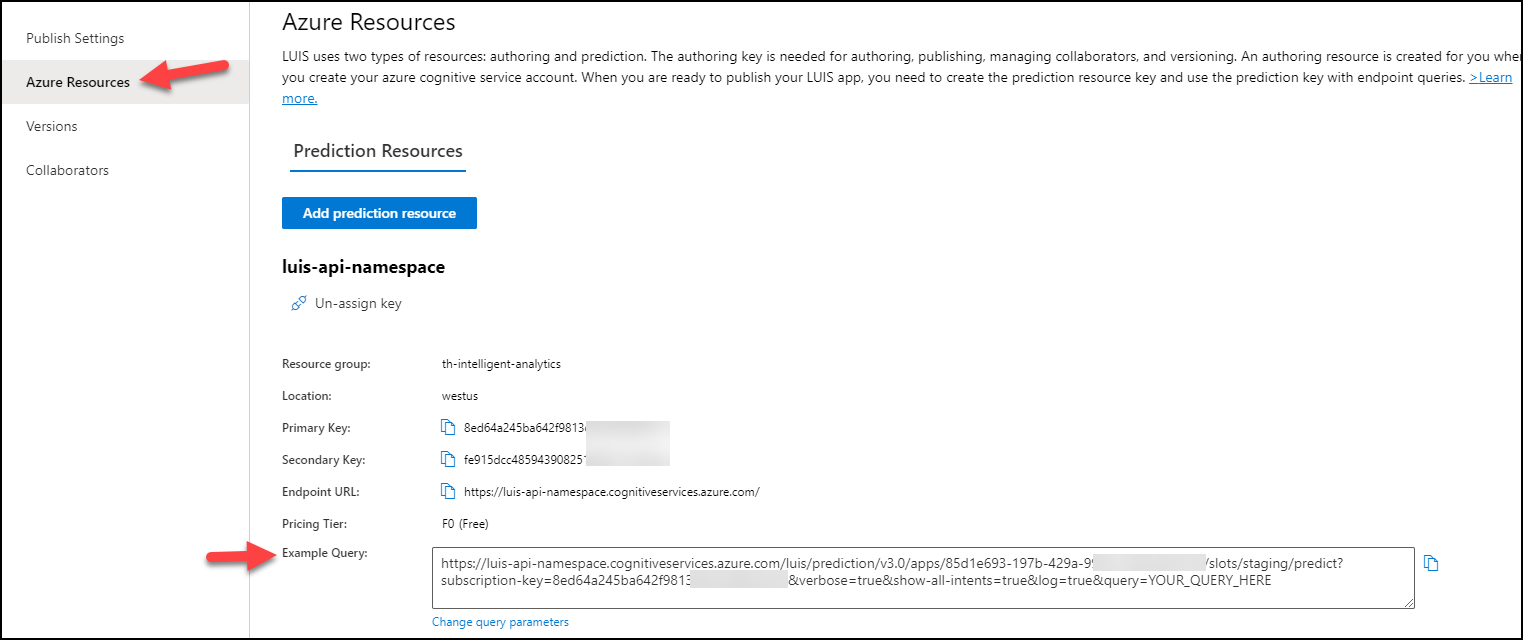 Publish Settings
Azure Resources
Versions
Collaborators
Azure Resources
LUIS uses two types of resources: authoring and prediction. The authoring key is needed for authoring, publishing, managing collaborators, and versioning. An authoring resource is created for you when
you create your azure cognitive service account. When you are ready to publish your LUIS app, you need to create the prediction resource key and use the prediction key with endpoint queries. >Learn
more.
Prediction Resources
Add prediction resource
luis-api-namespace
Un-assign key
Resource group: th-intelligent-analytics
Location: westus
Primary Key: 8ed64a245ba642f9813
Secondary Key: fe915dcc48594390825
Endpoint URL: https://luis-api-namespace.cognitiveservices.azure.com/
Pricing Tier: F0 (Free)
Example Query:
https://luis-api-namespace.cognitiveservices.azure.com/luis/prediction/v3.0/apps/85d1e693-197b-429a-9 /slots/staging/predict?
subscription-key=8ed64a245ba642f9813 &verbose=true&show-all-intents=true&log=true&query=YOUR_QUERY_HERE
Change query parameters